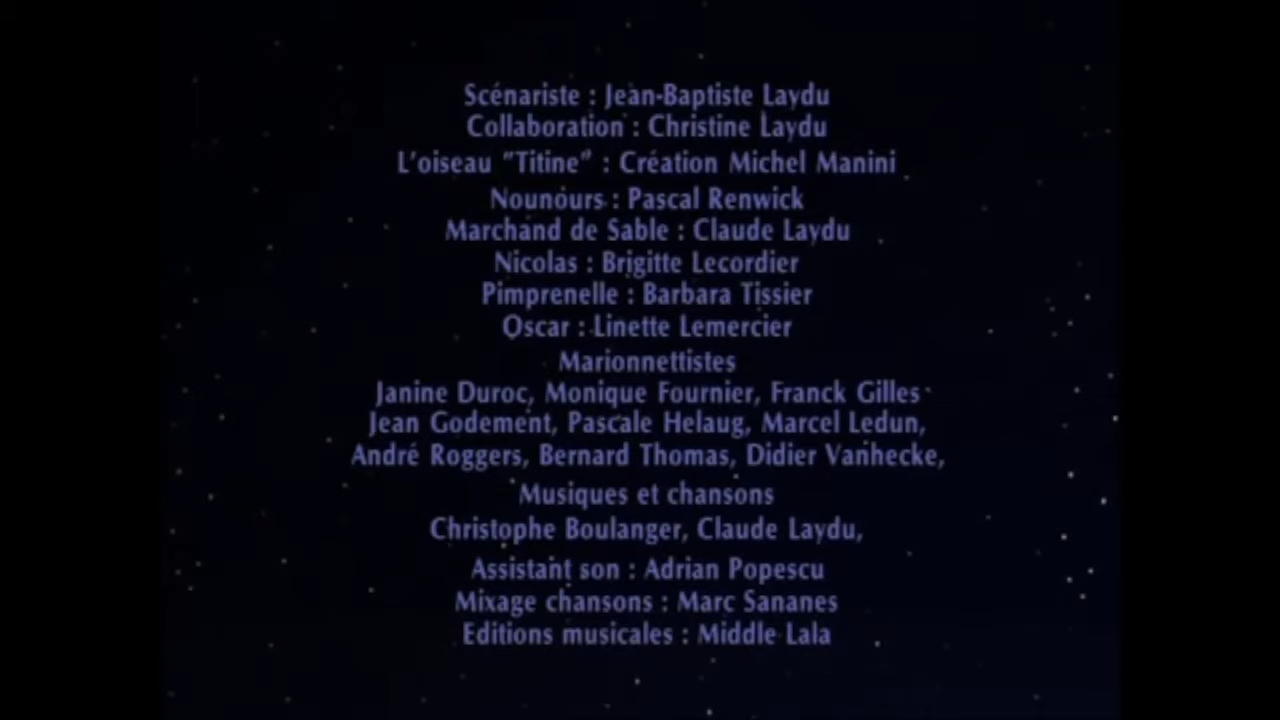 Scénariste : Jean-Baptiste Laydu
Collaboration : Christine Laydu
L'oiseau "Titine" : Création Michel Manini
Nounours : Pascal Renwick
Marchand de Sable : Claude Laydu
Nicolas : Brigitte Lecordier
Pimprenelle : Barbara Tissier
Oscar : Linette Lemercier
Marionnettistes
Janine Duroc, Monique Fournier, Franck Gilles
Jean Godement, Pascale Helaug, Marcel Ledun,
André Roggers, Bernard Thomas, Didier Vanhecke,
Musiques et chansons
Christophe Boulanger, Claude Laydu,
Assistant son : Adrian Popescu
Mixage chansons : Marc Sananes
Editions musicales : Middle Lala